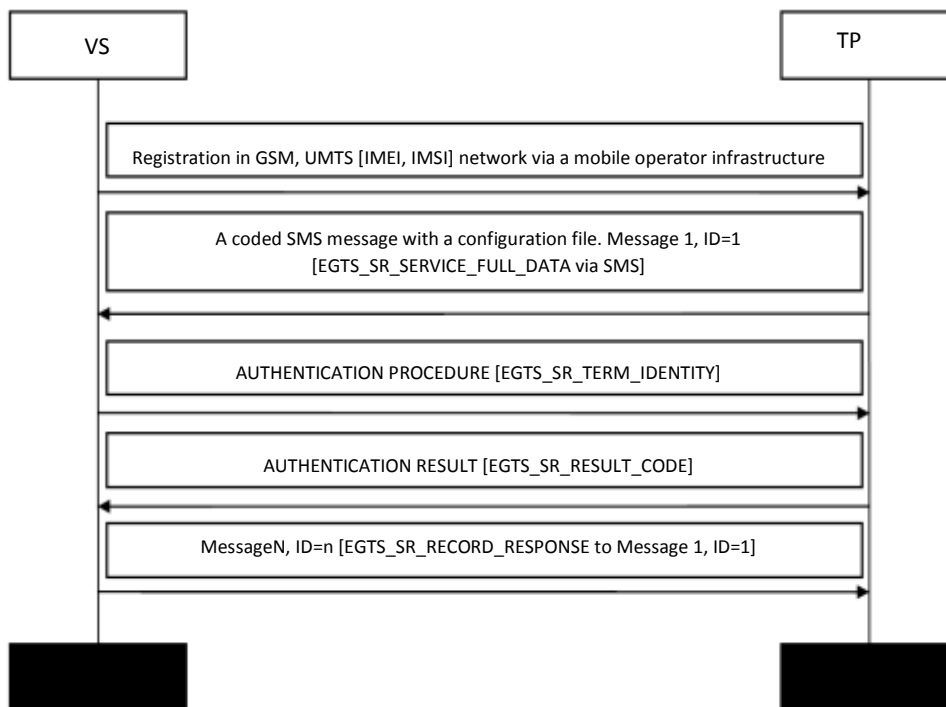 VS
TP
Registration in GSM, UMTS [IMEI, IMSI] network via a mobile operator infrastructure
A coded SMS message with a configuration file. Message 1, ID=1
[EGTS_SR_SERVICE_FULL_DATA via SMS]
AUTHENTICATION PROCEDURE [EGTS_SR_TERM_IDENTITY]
AUTHENTICATION RESULT [EGTS_SR_RESULT_CODE]
MessageN, ID=n [EGTS_SR_RECORD_RESPONSE to Message 1, ID=1]